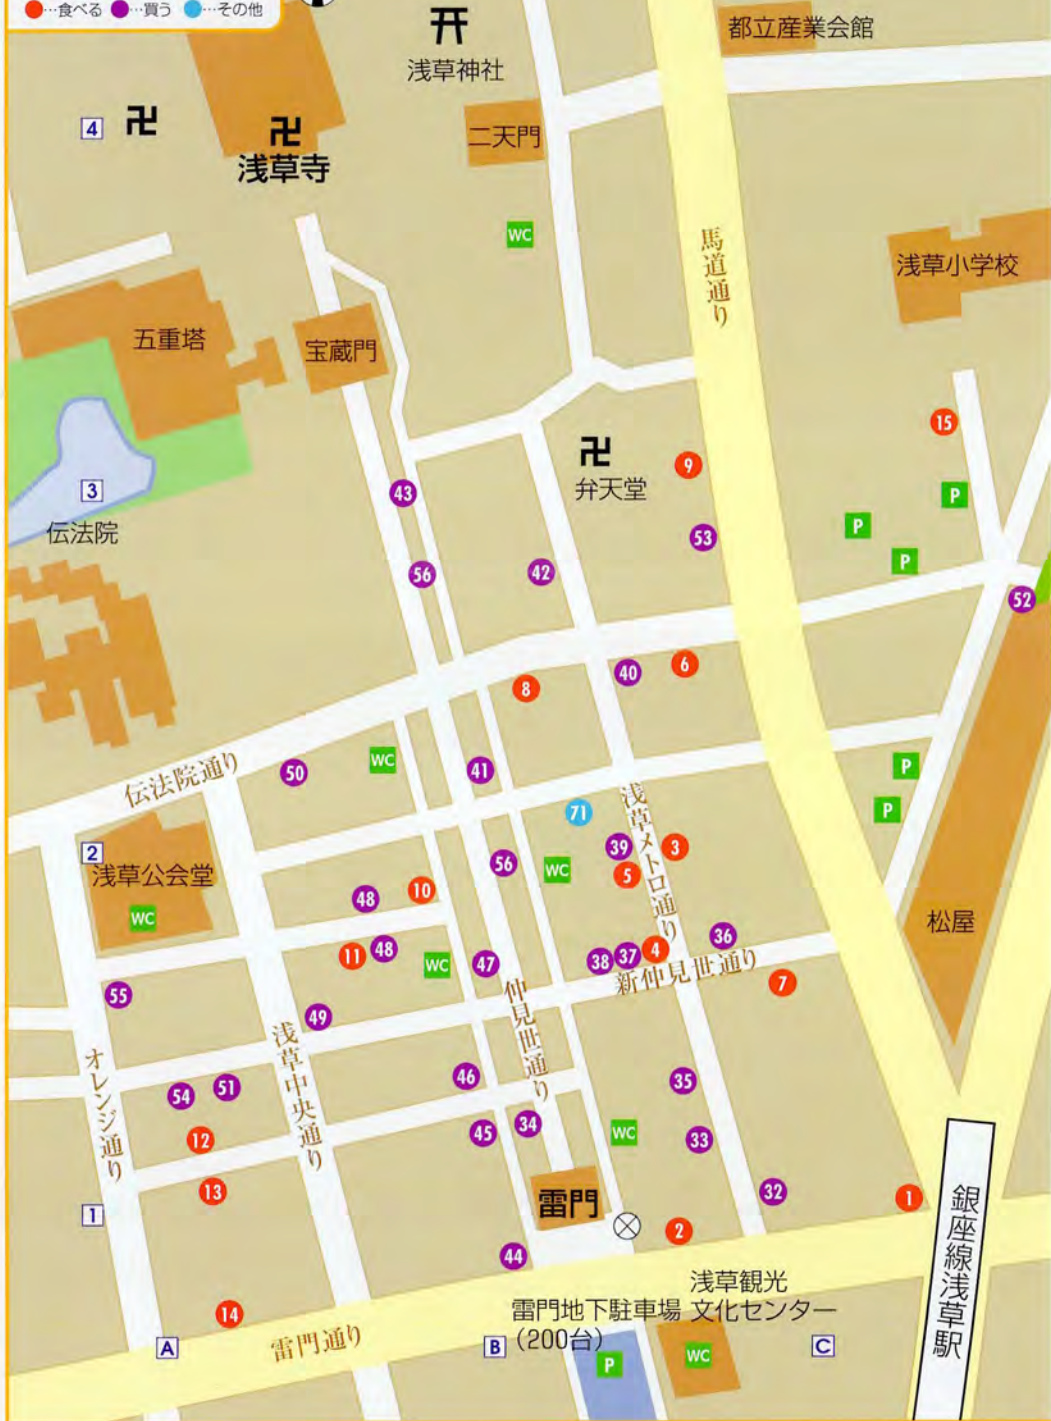 …食べる …買う …その他
浅草神社
都立産業会館
4
浅草寺
二天門
WC
馬道通り
浅草小学校
五重塔
宝蔵門
15
9
弁天堂
3
43
P
伝法院
P
53
P
56
42
52
6
40
8
伝法院通り
50
WC
41
P
P
71
浅草メトロ通り
39
3
2
浅草公会堂
56
WC
5
48
10
WC
松屋
36
11
48
WC
47
38
37
4
新仲見世通り
7
55
49
仲見世通り
浅草中央通り
オレンジ通り
54
51
46
35
12
45
34
WC
33
13
雷門
32
1
1
2
銀座線浅草駅
44
14
雷門通り
浅草観光
文化センター
雷門地下駐車場
(200台)
A
B
P
WC
C